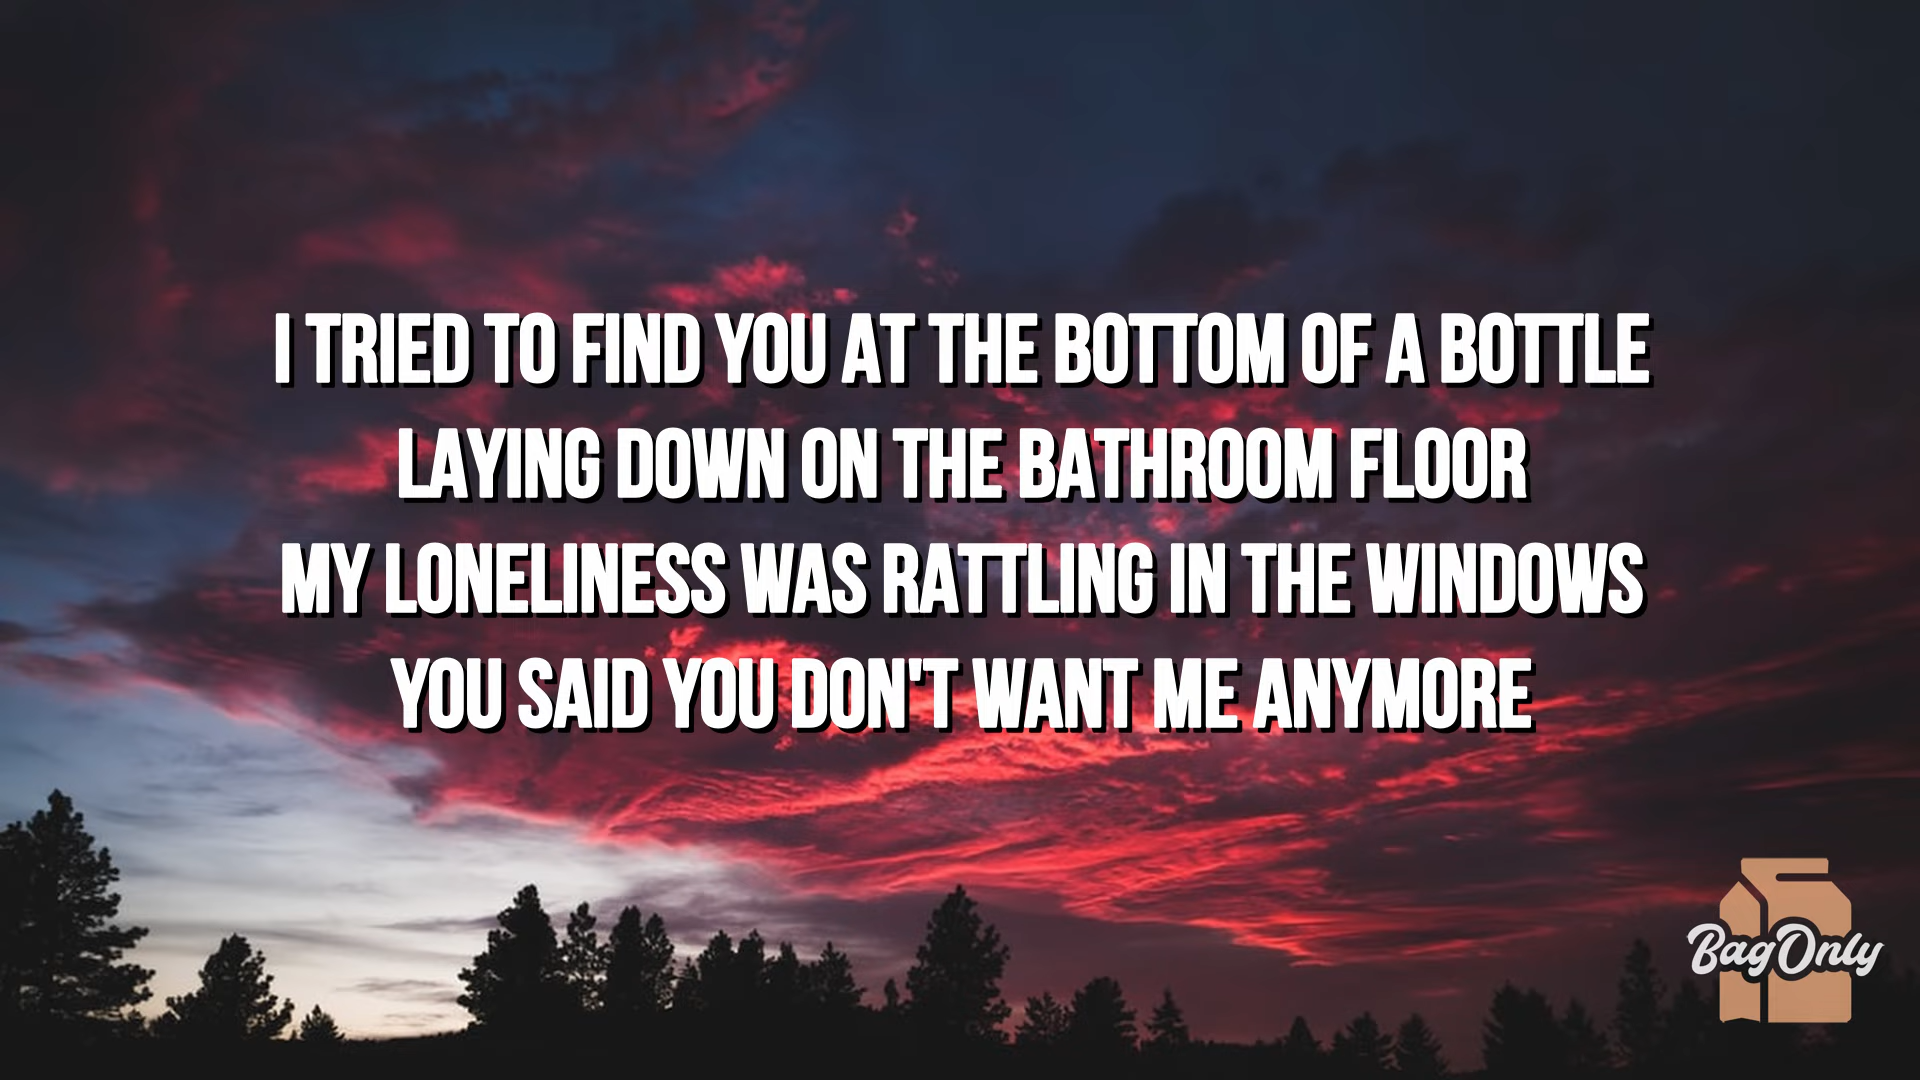 I TRIED TO FIND YOU AT THE BOTTOM OF A BOTTLE
LAYING DOWN ON THE BATHROOM FLOOR
MY LONELINESS WAS RATTLING IN THE WINDOWS
YOU SAID YOU DON'T WANT ME ANYMORE
BagOnly